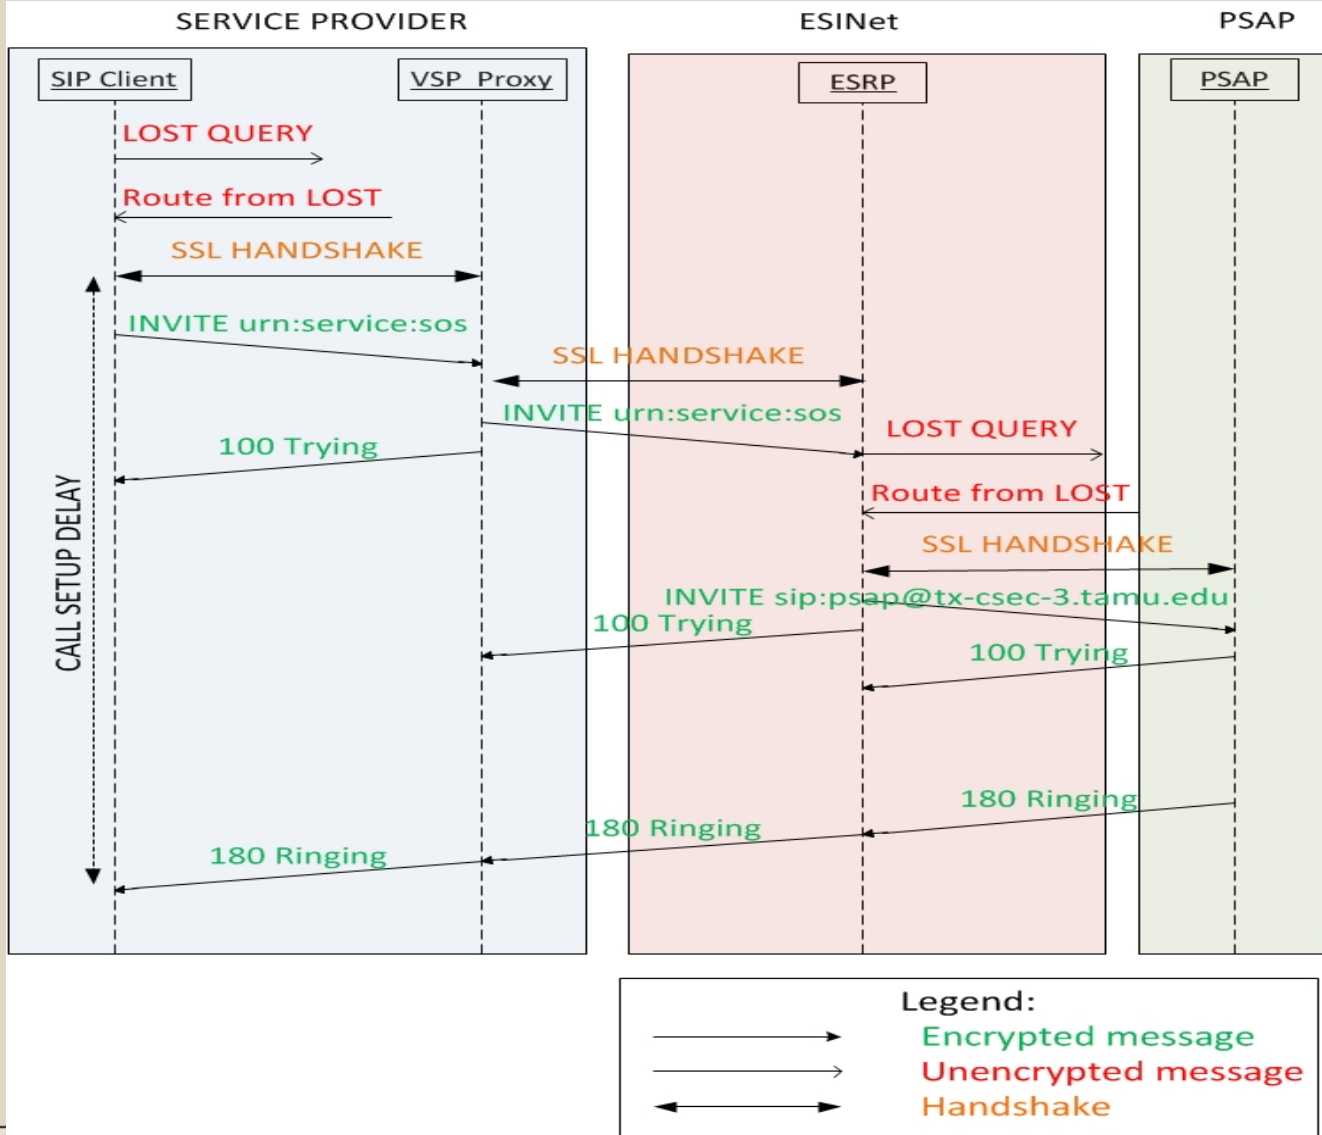 SERVICE PROVIDER
ESINet
PSAP
SIP Client
VSP Proxy
ESRP
PSAP
LOST QUERY
Route from LOST
SSL HANDSHAKE
INVITE urn:service:sos
SSL HANDSHAKE
INVITE urn:service:sos
LOST QUERY
100 Trying
Route from LOST
CALL SETUP DELAY
SSL HANDSHAKE
INVITE sip:psap@tx-csec-3.tamu.edu
100 Trying
100 Trying
180 Ringing
180 Ringing
180 Ringing
Legend:
Encrypted message
Unencrypted message
Handshake